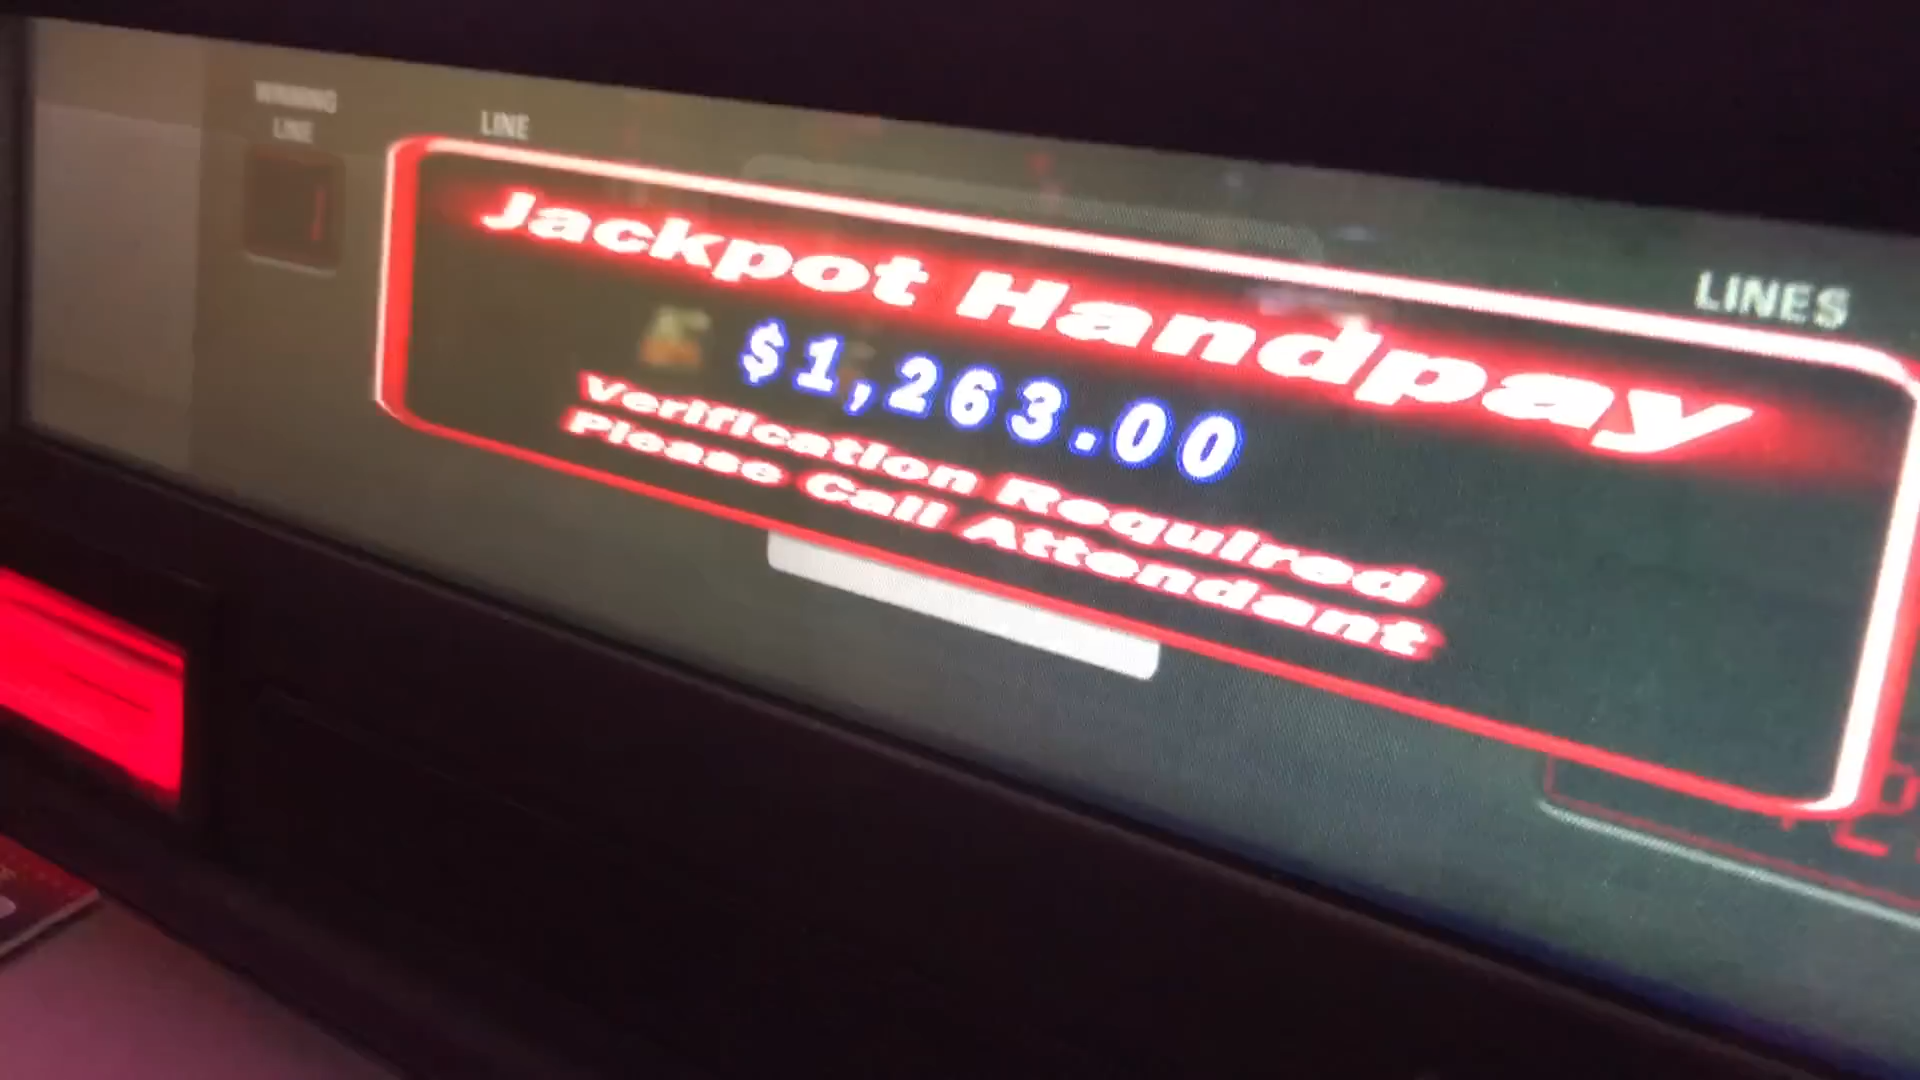 WINNING
LINE
LINE
LINES
Jackpot Handpay
$1,263.00
Verification Required
Please Call Attendant